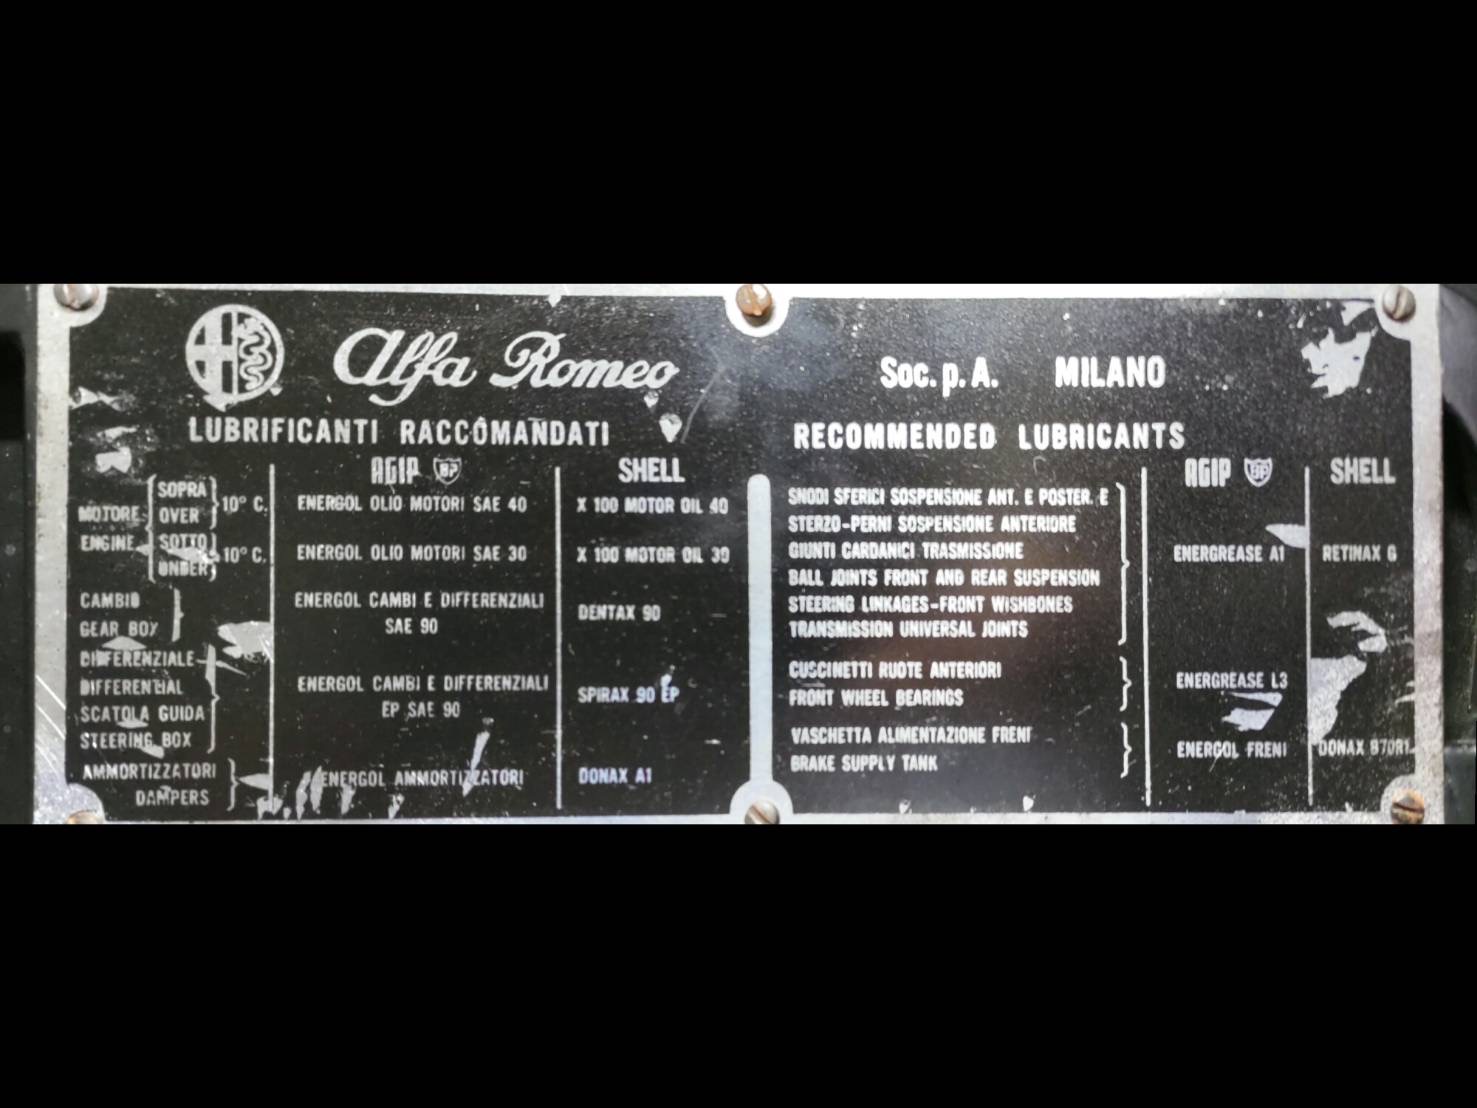 Alfa Romeo
LUBRIFICANTI RACCOMANDATI
AGIP BP SHELL
MOTORE ENGINE
SOPRA OVER 10° C. ENERGOL OLIO MOTORI SAE 40 X 100 MOTOR OIL 40
SOTTO UNDER 10° C. ENERGOL OLIO MOTORI SAE 30 X 100 MOTOR OIL 30
CAMBIO ENERGOL CAMBI E DIFFERENZIALI DENTAX 90
GEAR BOX SAE 90
DIFFERENZIALE
DIFFERENTIAL ENERGOL CAMBI E DIFFERENZIALI SPIRAX 90 EP
SCATOLA GUIDA EP SAE 90
STEERING BOX
AMMORTIZZATORI ENERGOL AMMORTIZZATORI DONAX A1
DAMPERS
Soc. p. A. MILANO
RECOMMENDED LUBRICANTS
AGIP BP SHELL
SNODI SFERICI SOSPENSIONE ANT. E POSTER. E
STERZO-PERNI SOSPENSIONE ANTERIORE
GIUNTI CARDANICI TRASMISSIONE ENERGREASE A1 RETINAX G
BALL JOINTS FRONT AND REAR SUSPENSION
STEERING LINKAGES-FRONT WISHBONES
TRANSMISSION UNIVERSAL JOINTS
CUSCINETTI RUOTE ANTERIORI ENERGREASE L3
FRONT WHEEL BEARINGS
VASCHETTA ALIMENTAZIONE FRENI ENERGOL FRENI DONAX B70R1
BRAKE SUPPLY TANK